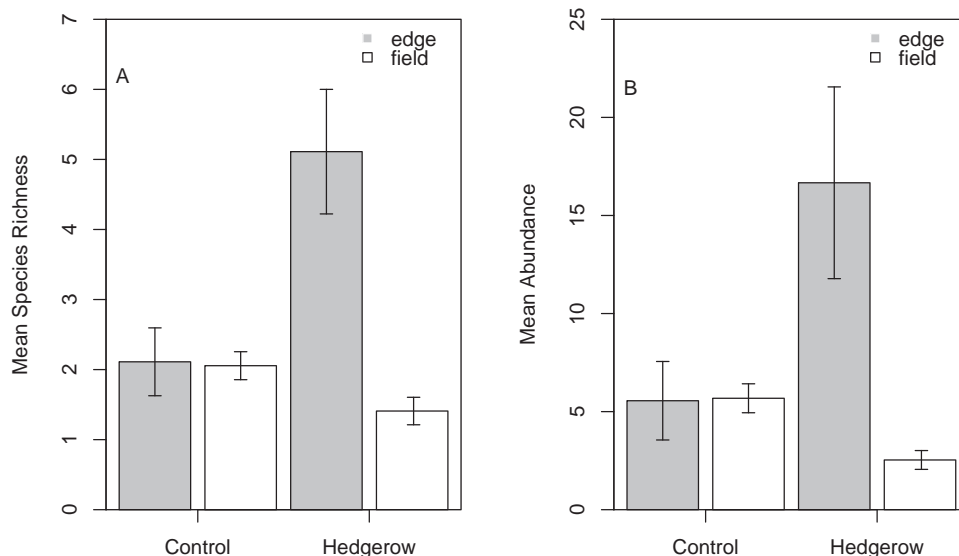 Mean Species Richness
0
1
2
3
4
5
6
7
A
edge
field
Control
Hedgerow
Mean Abundance
0
5
10
15
20
25
B
edge
field
Control
Hedgerow